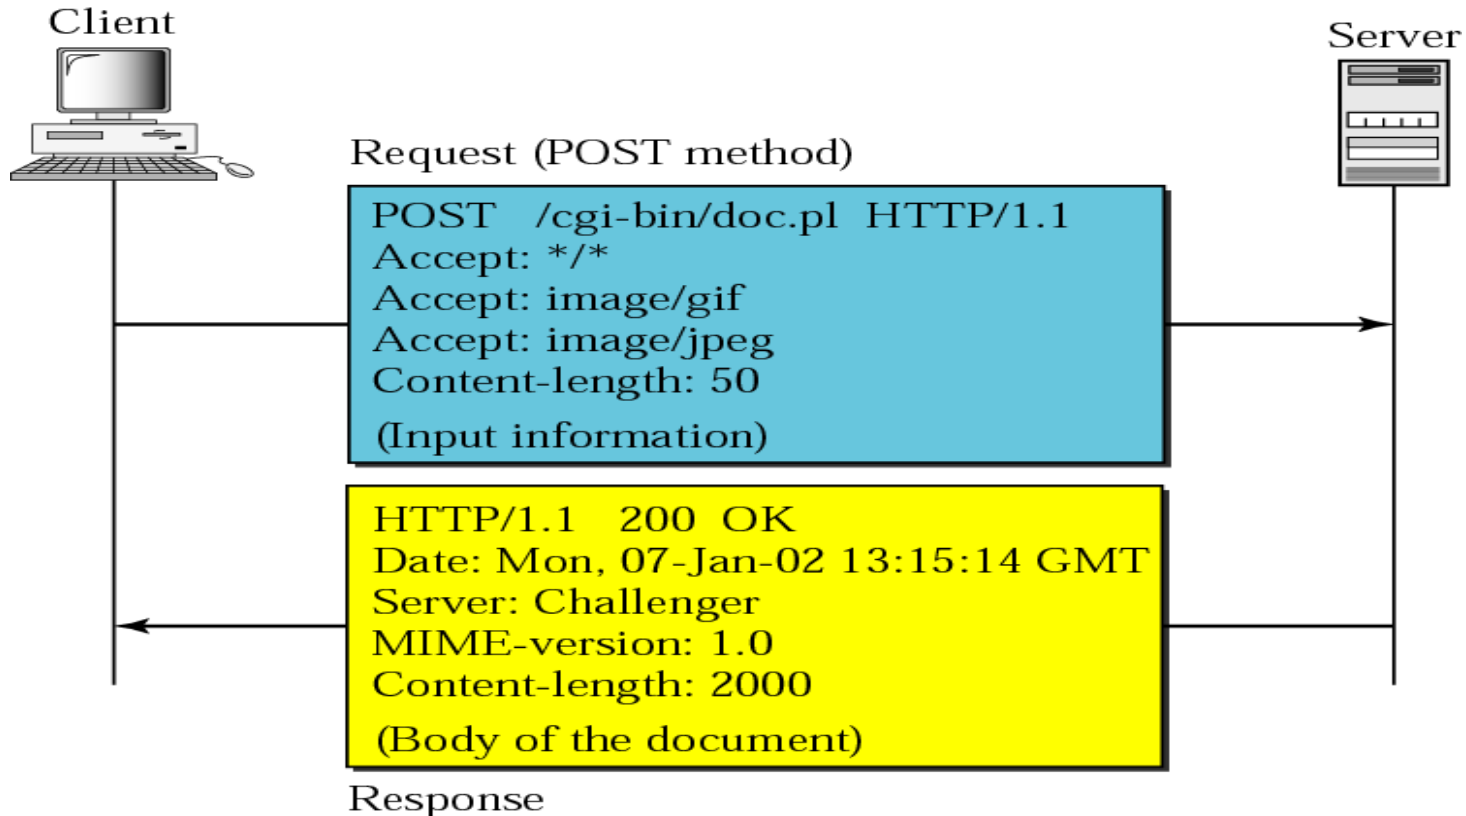 Client
Server
Request (POST method)
POST /cgi-bin/doc.pl HTTP/1.1
Accept: */*
Accept: image/gif
Accept: image/jpeg
Content-length: 50
(Input information)
HTTP/1.1 200 OK
Date: Mon, 07-Jan-02 13:15:14 GMT
Server: Challenger
MIME-version: 1.0
Content-length: 2000
(Body of the document)
Response